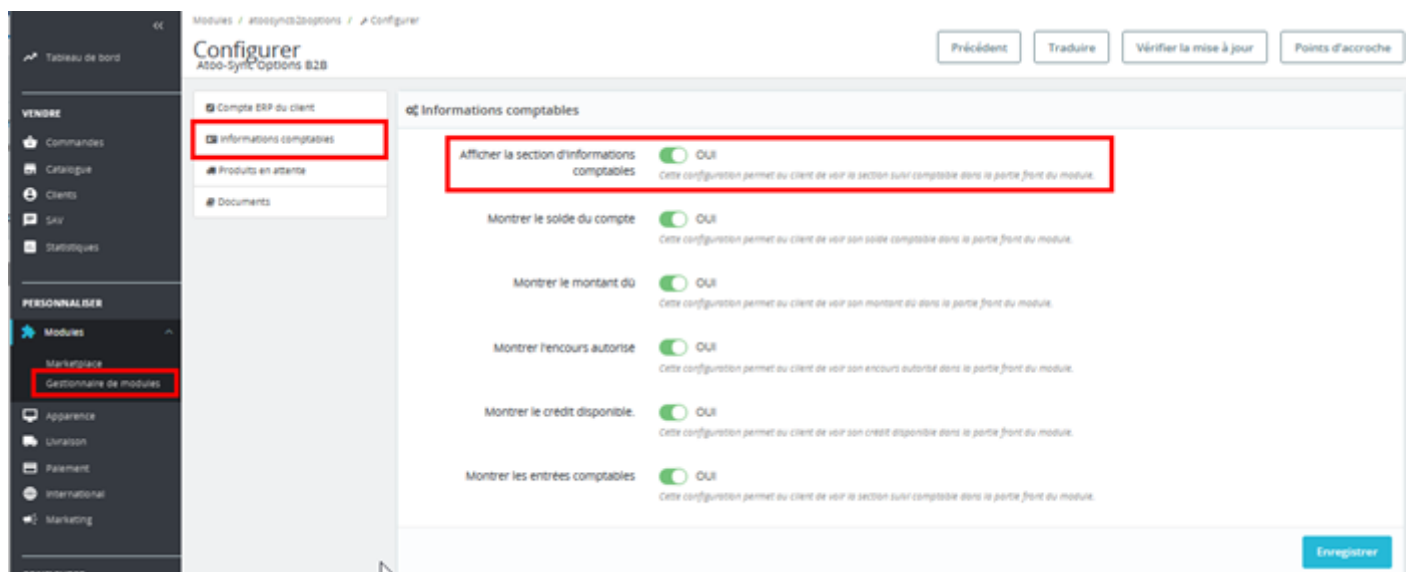 «
Modules / atoosyncb2boptions / Configurer
Configurer
Atoo-Sync Options B2B
Précédent
Traduire
Vérifier la mise à jour
Points d'accroche
Tableau de bord
VENDRE
Commandes
Catalogue
Clients
SAV
Statistiques
PERSONNALISER
Modules
Marketplace
Gestionnaire de modules
Apparence
Livraison
Paiement
International
Marketing
Compte ERP du client
Informations comptables
Produits en attente
Documents
Informations comptables
Afficher la section d'informations
comptables
OUI
Cette configuration permet au client de voir la section suivi comptable dans la partie front du module.
Montrer le solde du compte
OUI
Cette configuration permet au client de voir son solde comptable dans la partie front du module.
Montrer le montant dû
OUI
Cette configuration permet au client de voir son montant dû dans la partie front du module.
Montrer l'encours autorisé
OUI
Cette configuration permet au client de voir son encours autorisé dans la partie front du module.
Montrer le crédit disponible.
OUI
Cette configuration permet au client de voir son crédit disponible dans la partie front du module.
Montrer les entrées comptables
OUI
Cette configuration permet au client de voir la section suivi comptable dans la partie front du module.
Enregistrer